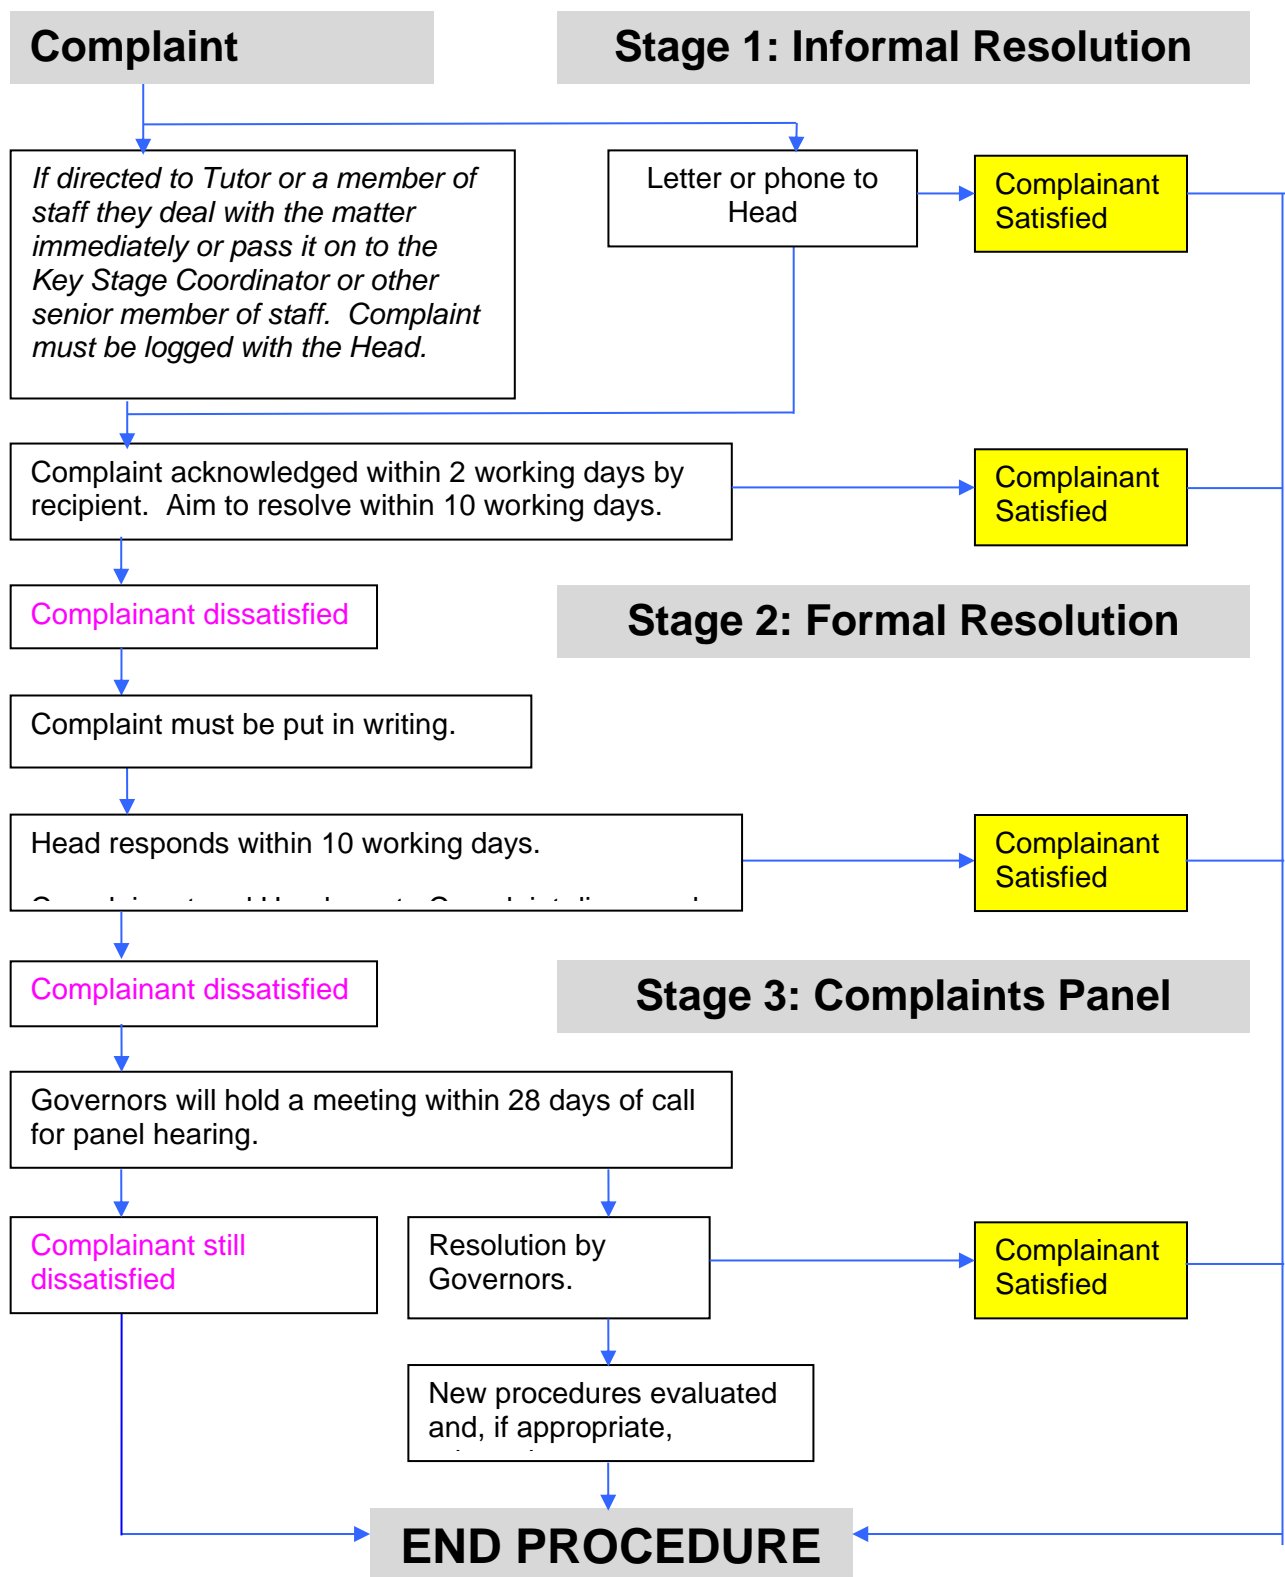 Complaint
Stage 1: Informal Resolution
If directed to Tutor or a member of
staff they deal with the matter
immediately or pass it on to the
Key Stage Coordinator or other
senior member of staff.  Complaint
must be logged with the Head.
Letter or phone to
Head
Complainant
Satisfied
Complaint acknowledged within 2 working days by
recipient.  Aim to resolve within 10 working days.
Complainant
Satisfied
Complainant dissatisfied
Stage 2: Formal Resolution
Complaint must be put in writing.
Head responds within 10 working days.
Complainant
Satisfied
Complainant dissatisfied
Stage 3: Complaints Panel
Governors will hold a meeting within 28 days of call
for panel hearing.
Complainant still
dissatisfied
Resolution by
Governors.
Complainant
Satisfied
New procedures evaluated
and, if appropriate,
END PROCEDURE